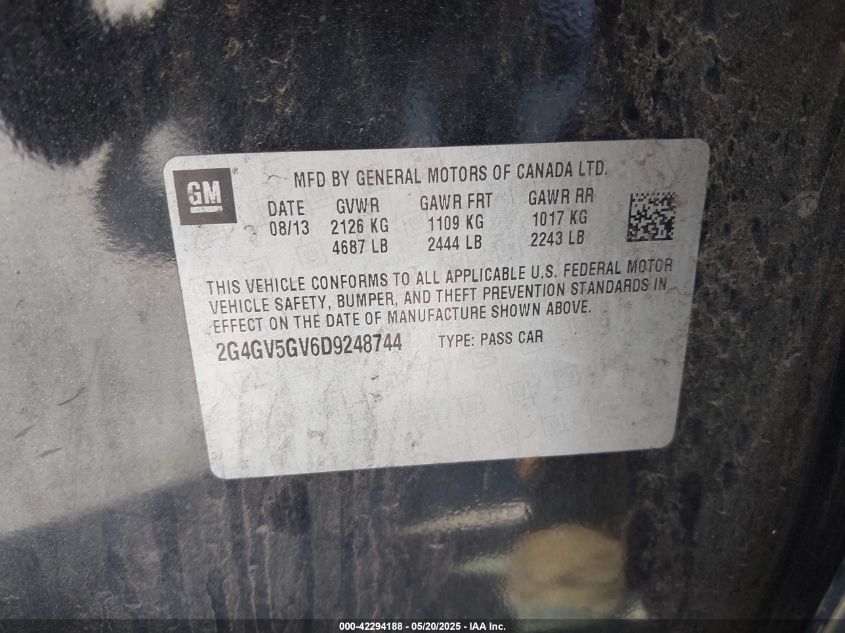 GM
MFD BY GENERAL MOTORS OF CANADA LTD.
DATE GVWR GAWR FRT GAWR RR
08/13 2126 KG 1109 KG 1017 KG
4687 LB 2444 LB 2243 LB
THIS VEHICLE CONFORMS TO ALL APPLICABLE U.S. FEDERAL MOTOR
VEHICLE SAFETY, BUMPER, AND THEFT PREVENTION STANDARDS IN
EFFECT ON THE DATE OF MANUFACTURE SHOWN ABOVE.
2G4GV5GV6D9248744 TYPE: PASS CAR
000-42294188 - 05/20/2025 - IAA Inc.